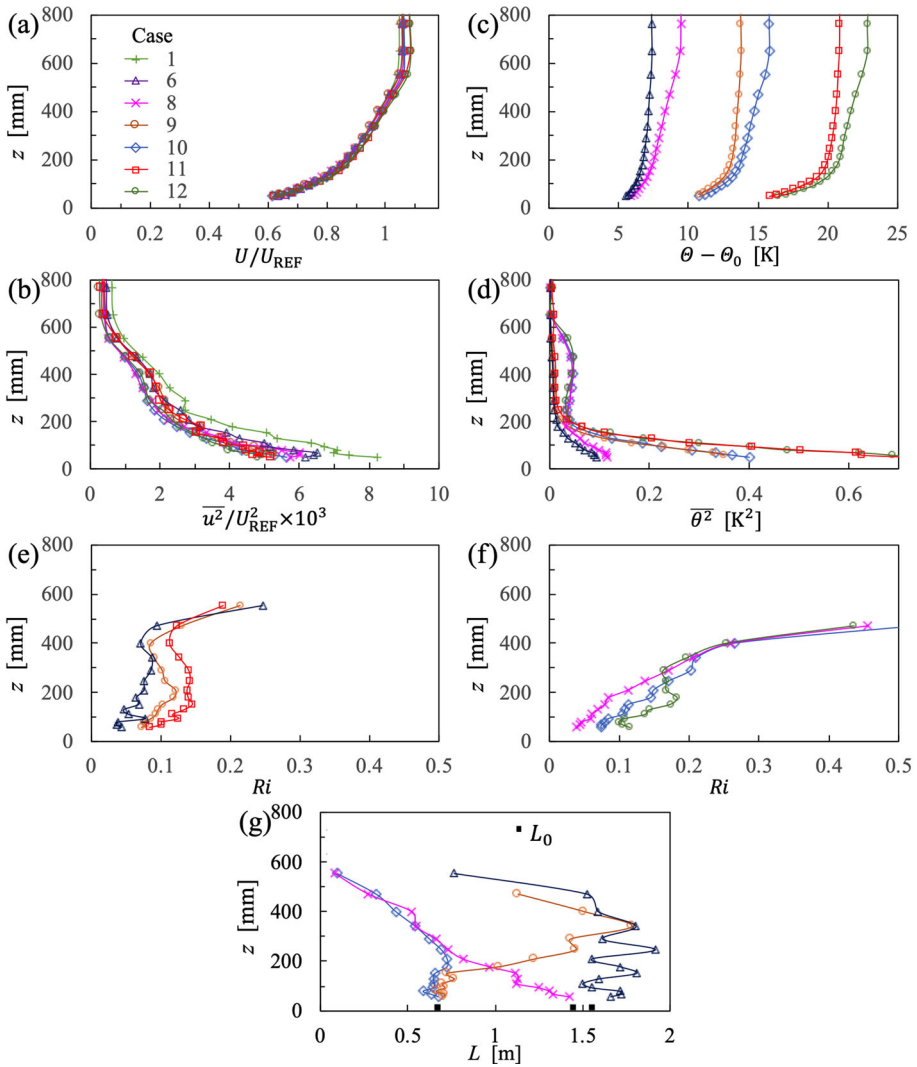 (a)
800
600
400
200
0
z [mm]
Case
1
6
8
9
10
11
12
0 0.2 0.4 0.6 0.8 1
U/U_REF
(c)
800
600
400
200
0
z [mm]
0 5 10 15 20 25
Θ − Θ₀ [K]
(b)
800
600
400
200
0
z [mm]
0 2 4 6 8 10
u̅²̅/U²_REF×10³
(d)
800
600
400
200
0
z [mm]
0 0.2 0.4 0.6
θ̅²̅ [K²]
(e)
800
600
400
200
0
z [mm]
0 0.1 0.2 0.3 0.4 0.5
Ri
(f)
800
600
400
200
0
z [mm]
0 0.1 0.2 0.3 0.4 0.5
Ri
(g)
800
600
400
200
0
z [mm]
L₀
0 0.5 1 1.5 2
L [m]